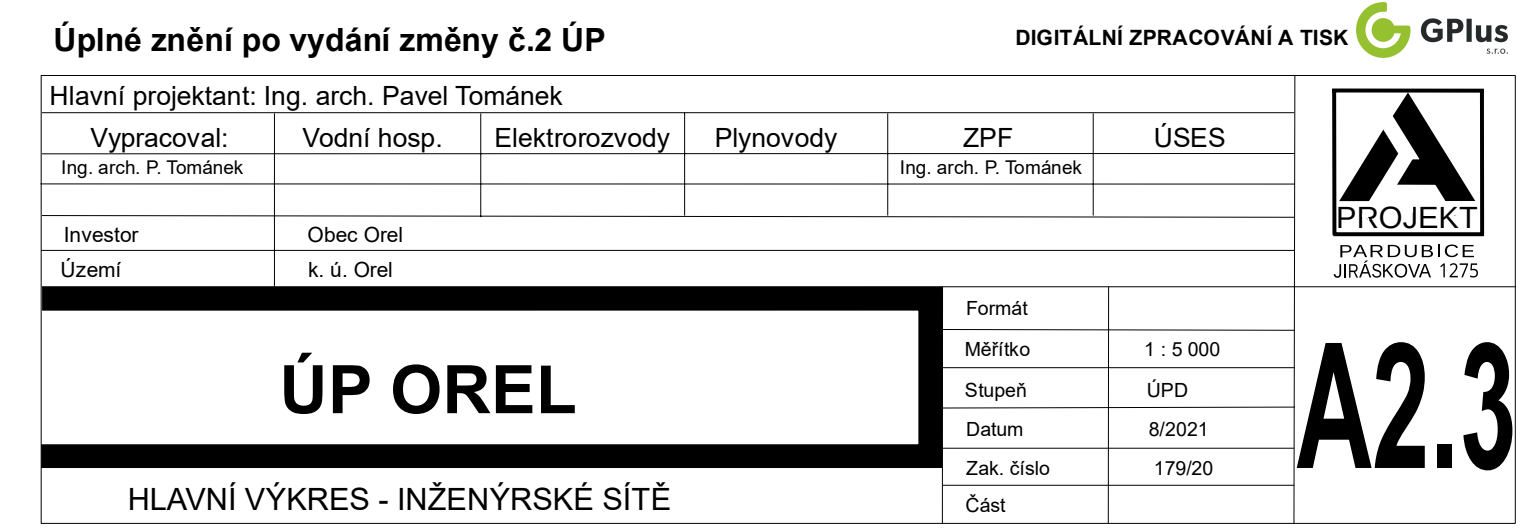 Úplné znění po vydání změny č.2 ÚP
DIGITÁLNÍ ZPRACOVÁNÍ A TISK GPlus s.r.o.
Hlavní projektant: Ing. arch. Pavel Tománek
Vypracoval: Vodní hosp. Elektrorozvody Plynovody ZPF ÚSES
Ing. arch. P. Tománek Ing. arch. P. Tománek
Investor Obec Orel
Území k. ú. Orel
PROJEKT
PARDUBICE
JIRÁSKOVA 1275
ÚP OREL
HLAVNÍ VÝKRES - INŽENÝRSKÉ SÍTĚ
Formát
Měřítko 1 : 5 000
Stupeň ÚPD
Datum 8/2021
Zak. číslo 179/20
Část
A2.3